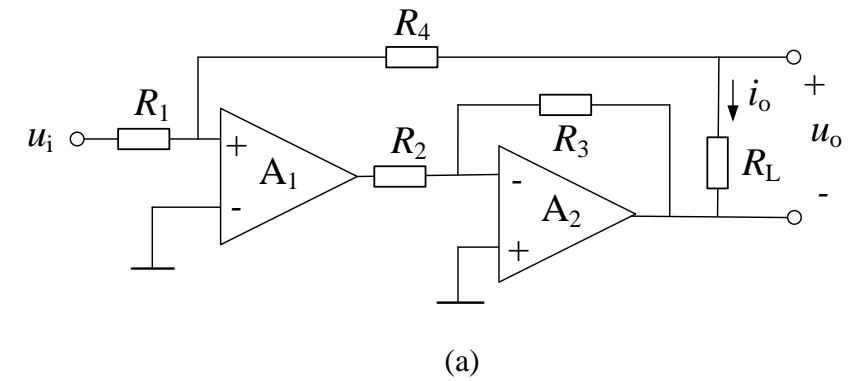 R4
R1
io
+
ui
+
R2
R3
uo
A1
RL
-
-
A2
-
+
(a)